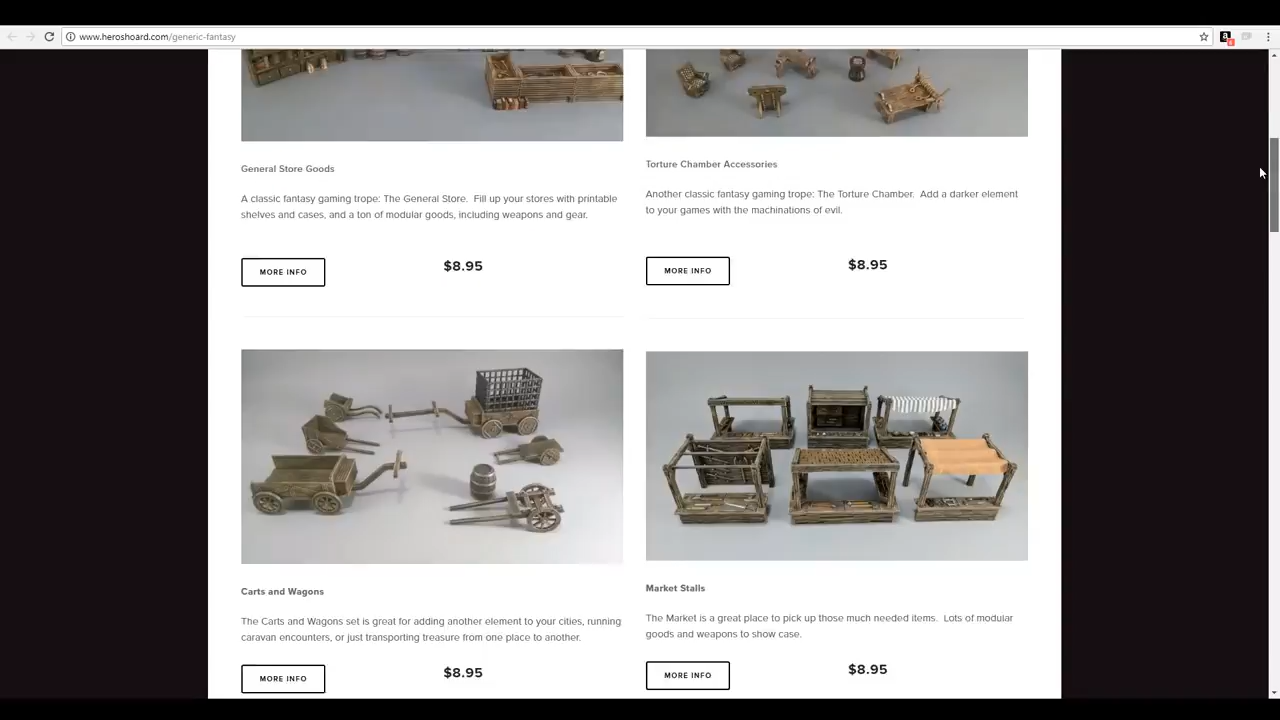 www.heroshoard.com/generic-fantasy
General Store Goods
A classic fantasy gaming trope: The General Store. Fill up your stores with printable
shelves and cases, and a ton of modular goods, including weapons and gear.
MORE INFO
$8.95
Torture Chamber Accessories
Another classic fantasy gaming trope: The Torture Chamber. Add a darker element
to your games with the machinations of evil.
MORE INFO
$8.95
Carts and Wagons
The Carts and Wagons set is great for adding another element to your cities, running
caravan encounters, or just transporting treasure from one place to another.
MORE INFO
$8.95
Market Stalls
The Market is a great place to pick up those much needed items. Lots of modular
goods and weapons to show case.
MORE INFO
$8.95